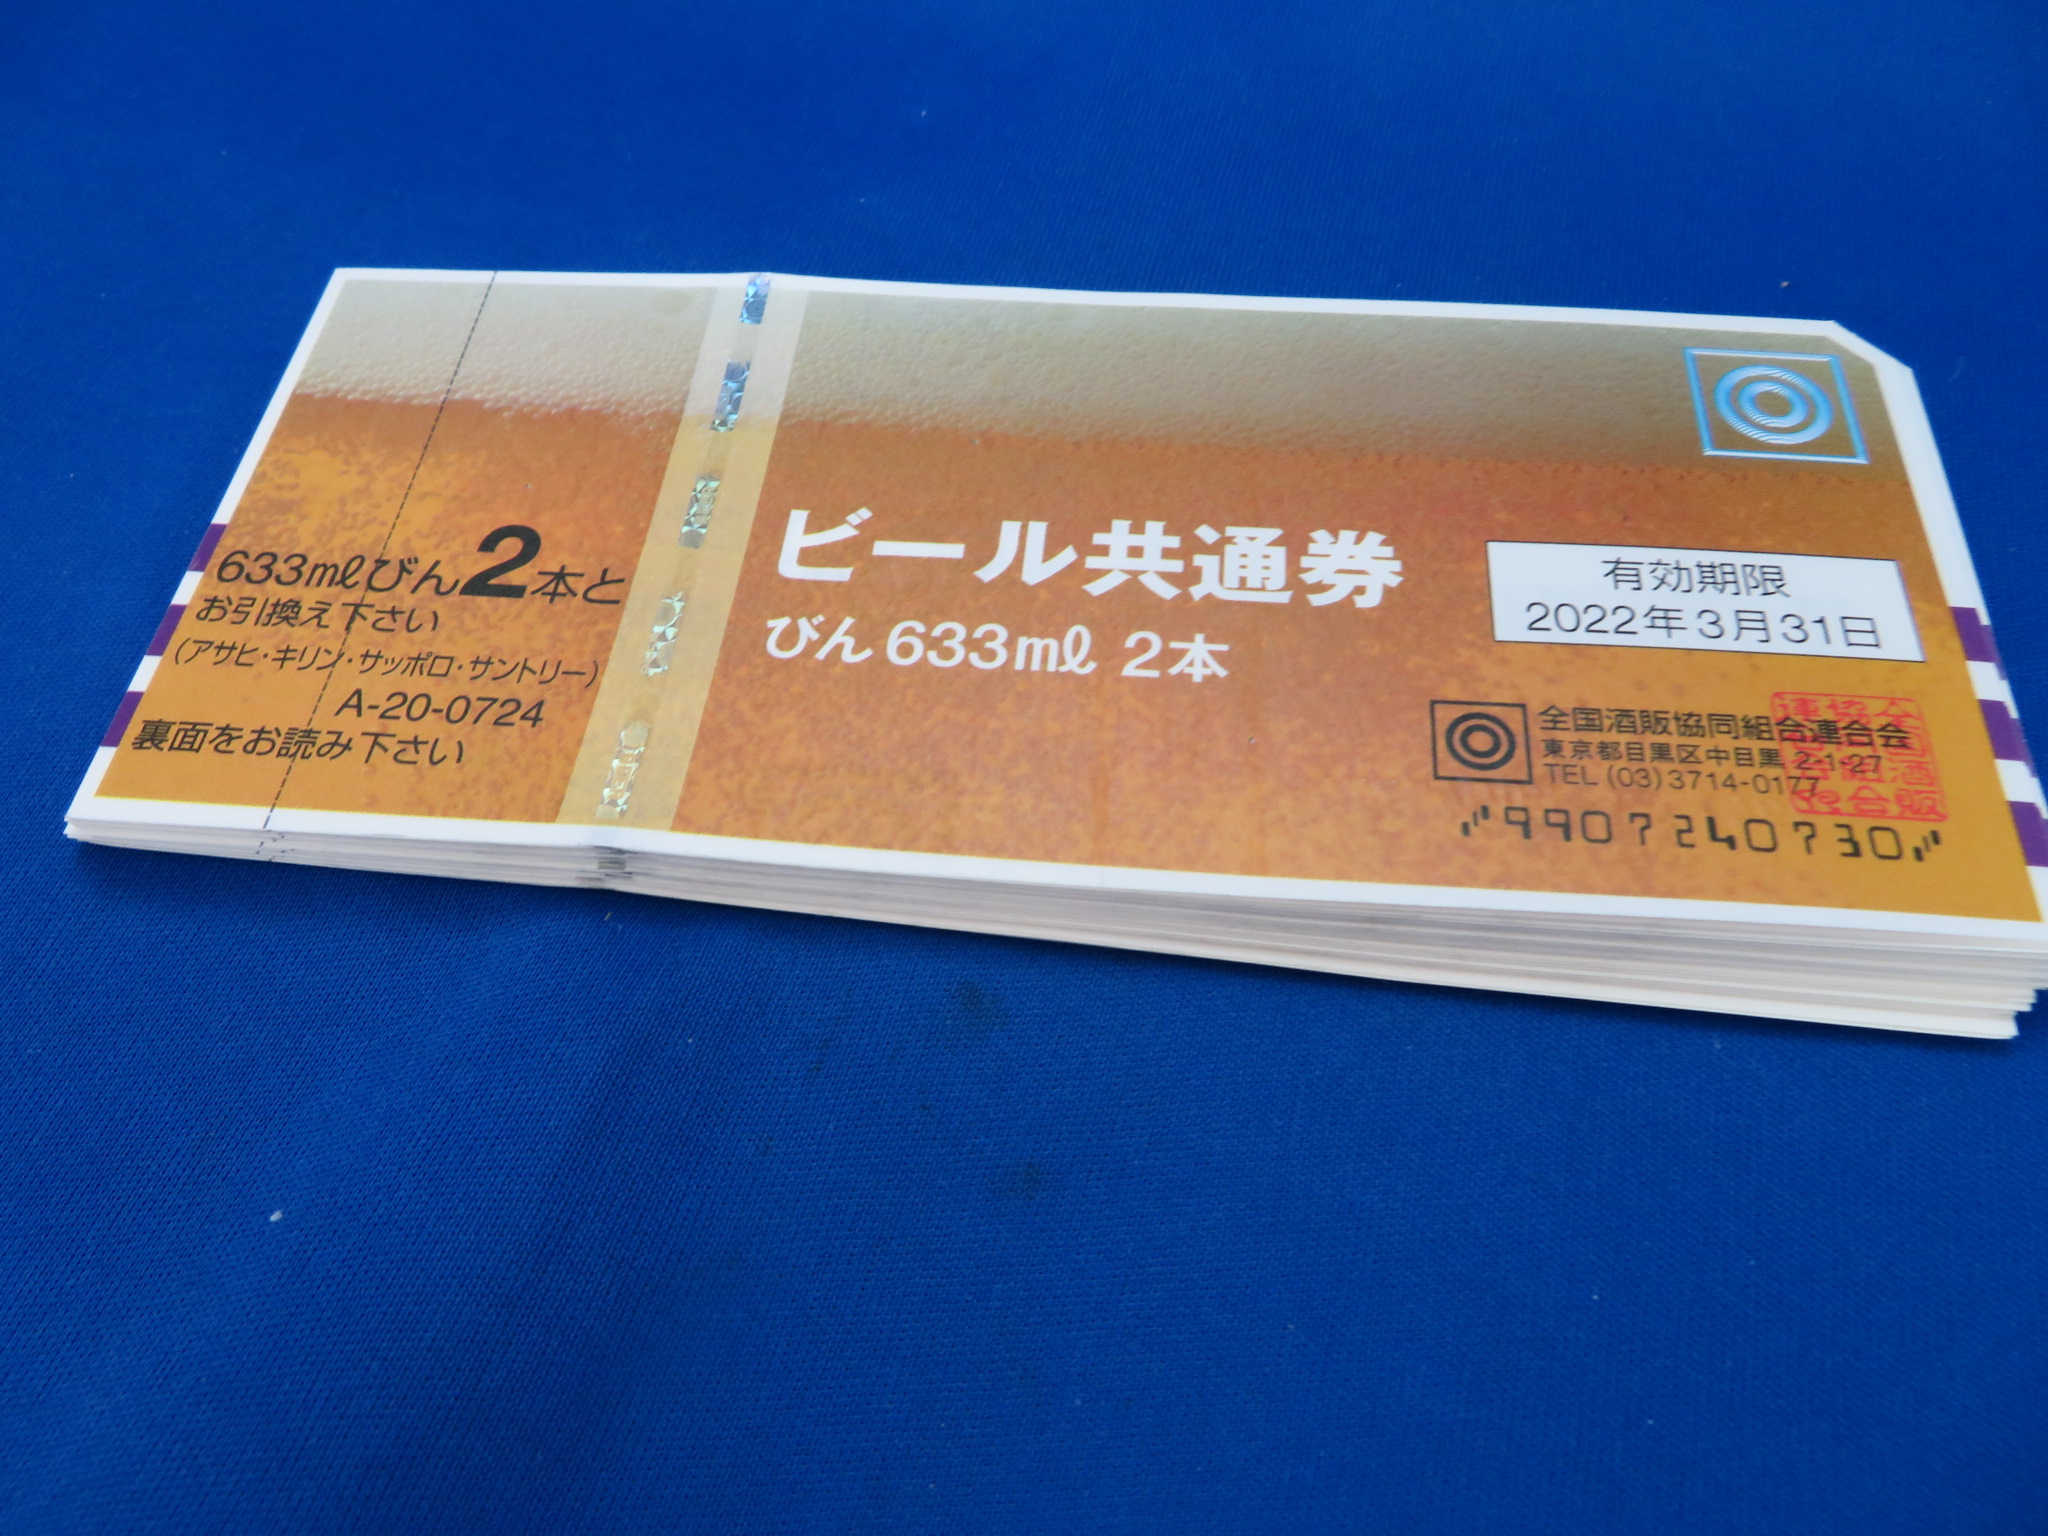 633mℓびん2本と
お引換え下さい
(アサヒ・キリン・サッポロ・サントリー)
A-20-0724
裏面をお読み下さい
ビール共通券
びん633mℓ 2本
有効期限
2022年3月31日
全国酒販協同組合連合会
東京都目黒区中目黒 2-1-27
TEL (03)3714-0177
9907240730